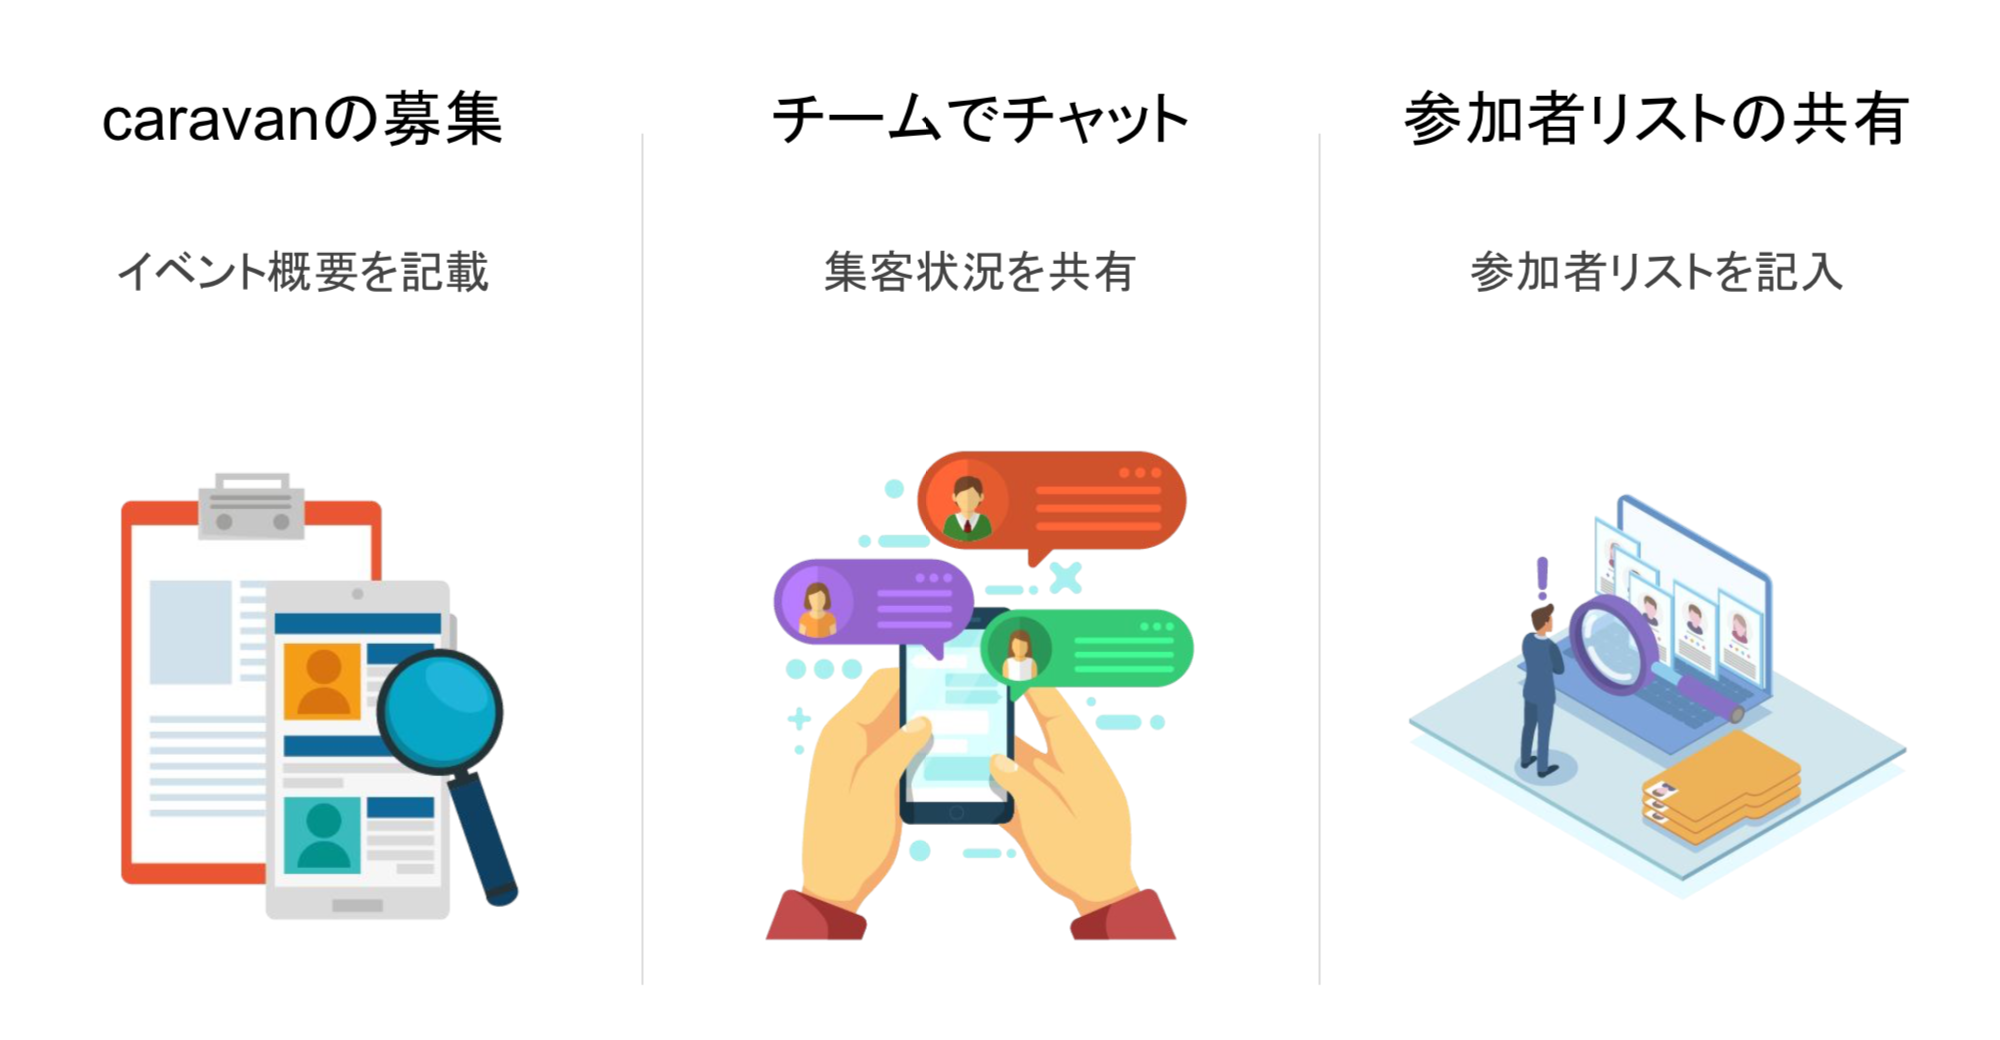 caravanの募集
イベント概要を記載
チームでチャット
集客状況を共有
参加者リストの共有
参加者リストを記入